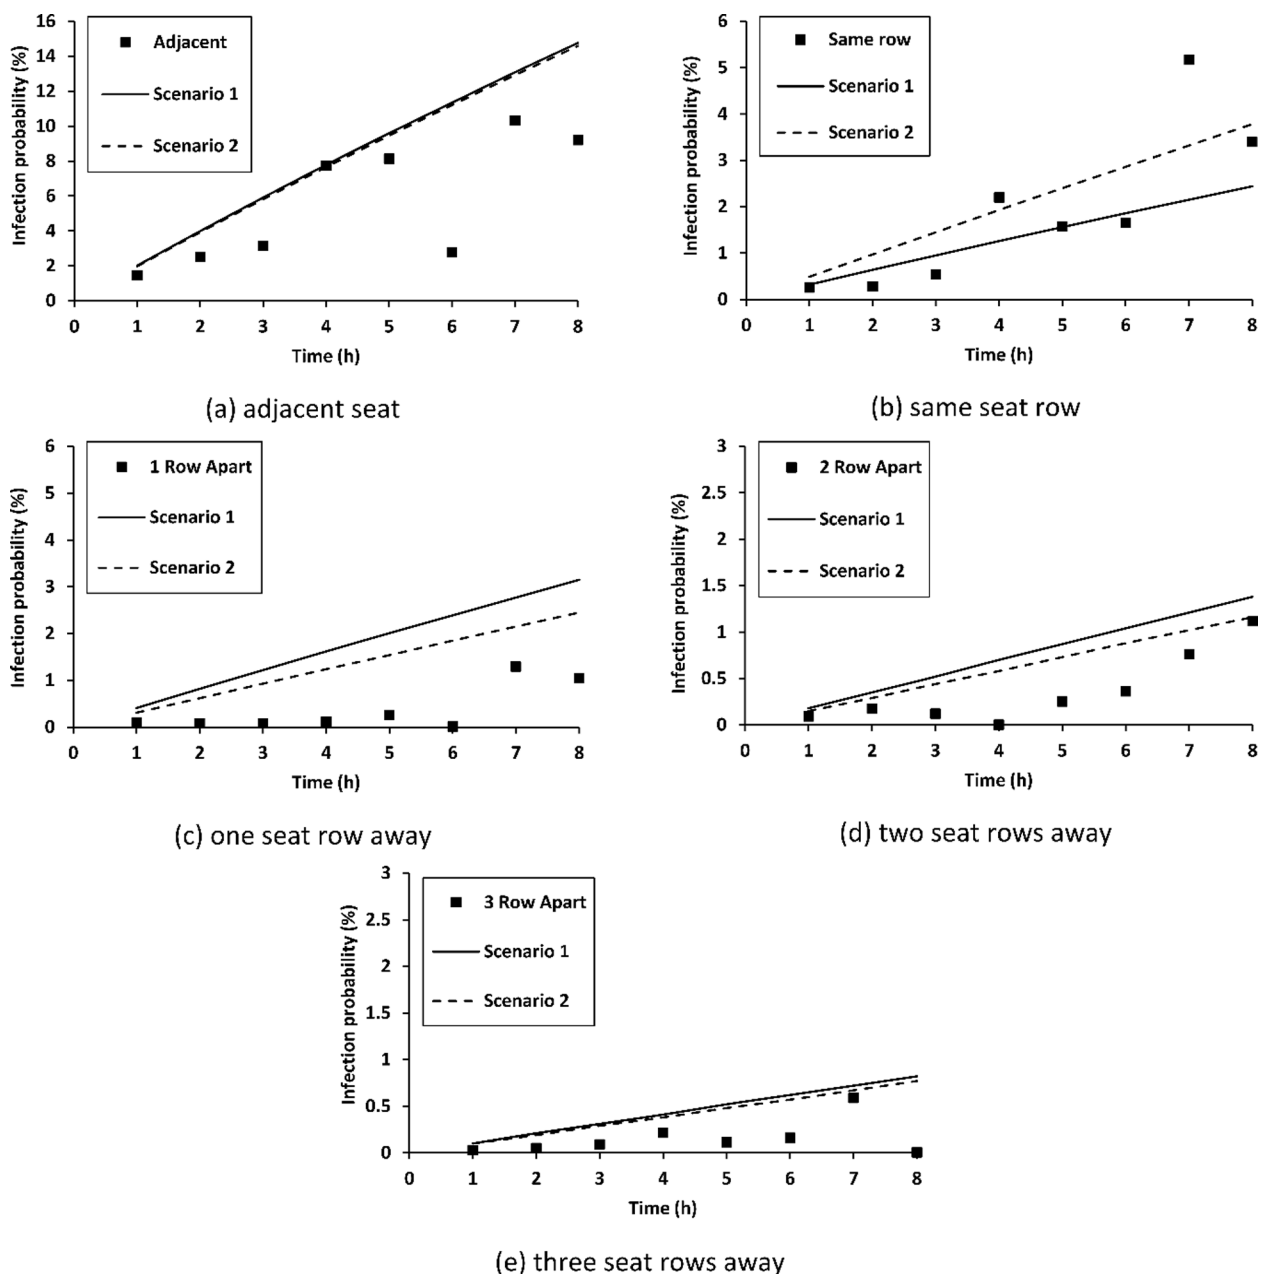 Infection probability (%)
16
14
12
10
8
6
4
2
0
Adjacent
Scenario 1
Scenario 2
0 1 2 3 4 5 6 7 8
Time (h)
(a) adjacent seat
Infection probability (%)
6
5
4
3
2
1
0
Same row
Scenario 1
Scenario 2
0 1 2 3 4 5 6 7 8
Time (h)
(b) same seat row
Infection probability (%)
6
5
4
3
2
1
0
1 Row Apart
Scenario 1
Scenario 2
0 1 2 3 4 5 6 7 8
Time (h)
(c) one seat row away
Infection probability (%)
3
2.5
2
1.5
1
0.5
0
2 Row Apart
Scenario 1
Scenario 2
0 1 2 3 4 5 6 7 8
Time (h)
(d) two seat rows away
Infection probability (%)
3
2.5
2
1.5
1
0.5
0
3 Row Apart
Scenario 1
Scenario 2
0 1 2 3 4 5 6 7 8
Time (h)
(e) three seat rows away